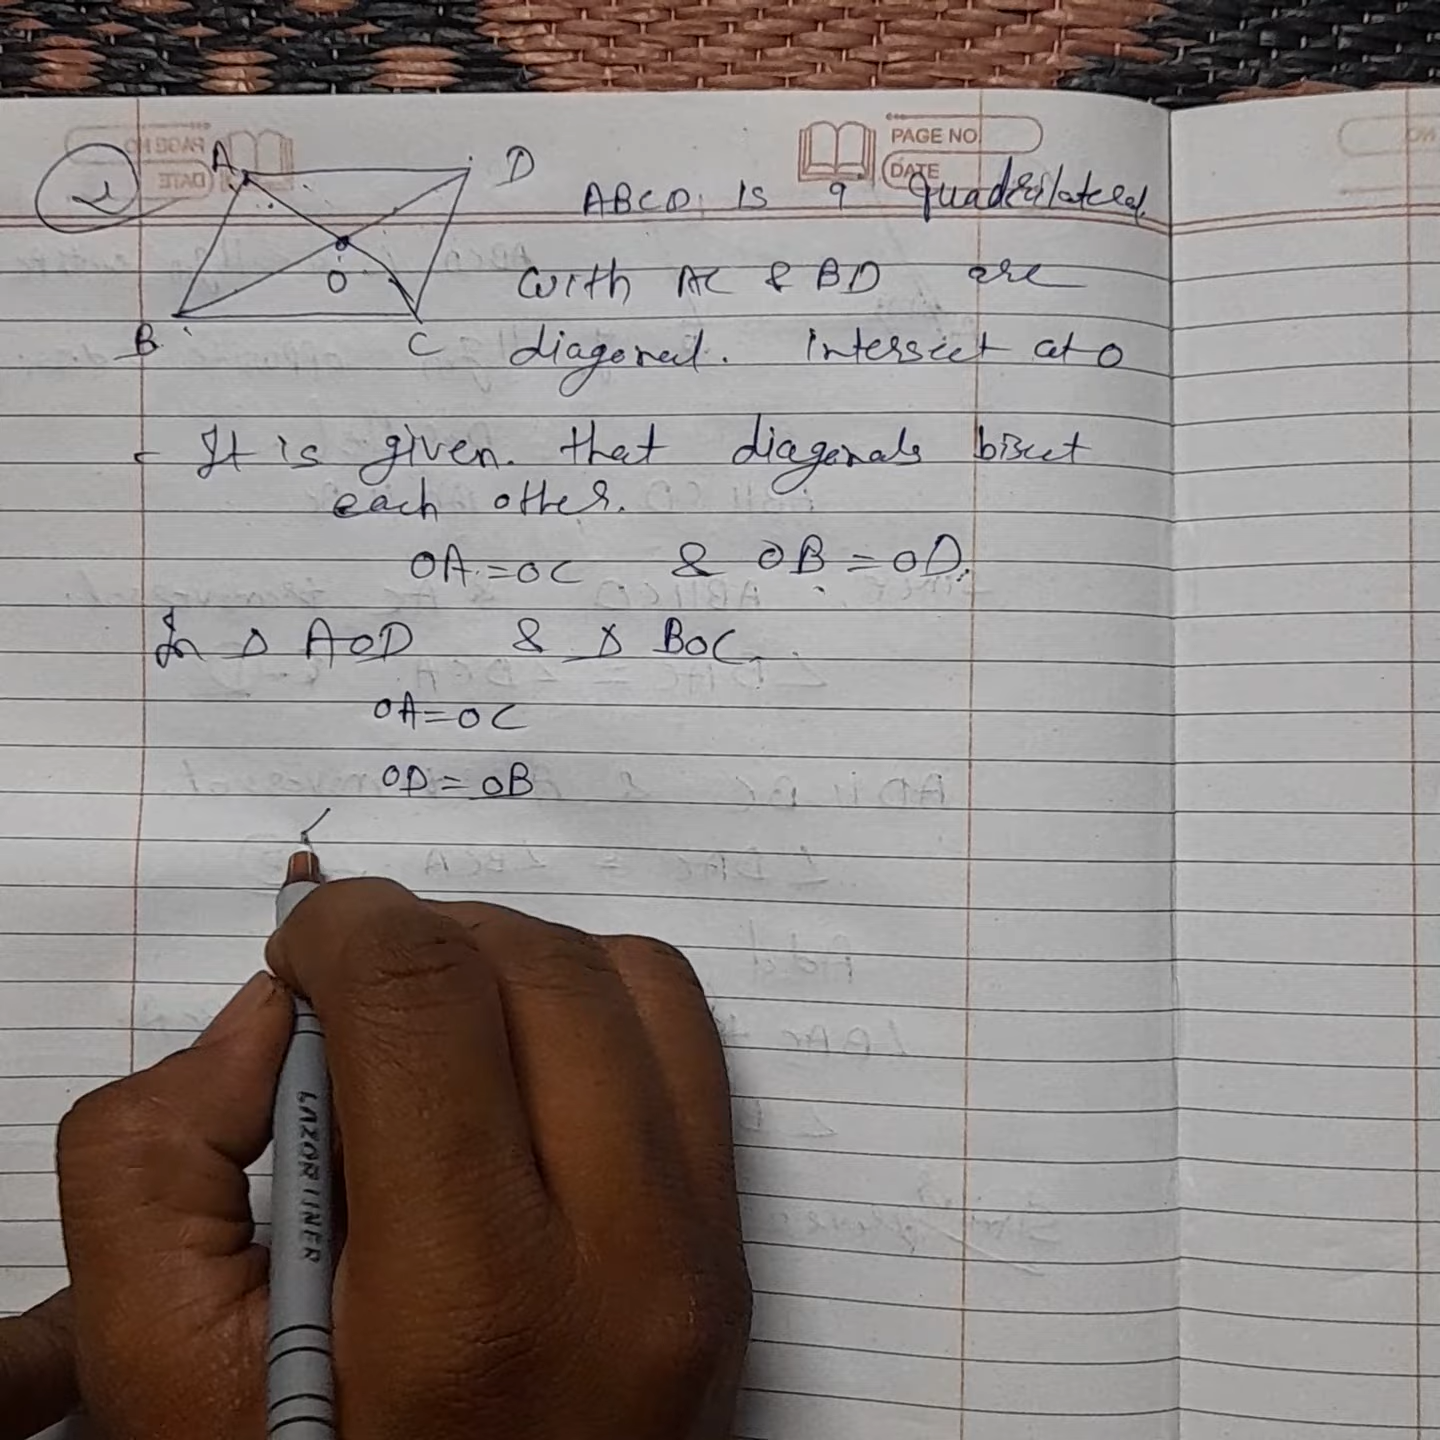 PAGE NO.
DATE
2
A
D
ABCD is a quadrilateral
with AC & BD are
O
B
C
diagonal. Intersect at O
It is given. that diagonals bisect
each other.
OA = OC & OB = OD.
In △ AOD & △ BOC
OA = OC
OD = OB
LAZOR LINER